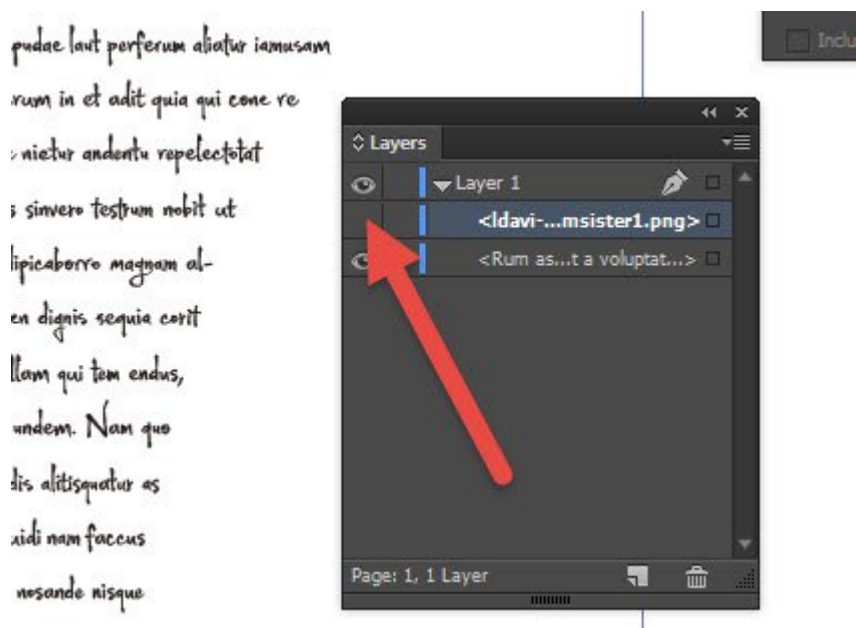 pudae laut perferum aliatur iamusam
rum in et adit quia qui cone re
nietur andentu repelectotat
s sinvero testrum nobit ut
lipicaborro magnam al-
en dignis sequia corit
llam qui tem endus,
undem. Nam quo
dis alitisquatur as
uidi nam faccus
nosande nisque
Inclu
Layers
Layer 1
<ldavi-...msister1.png>
<Rum as...t a voluptat...>
Page: 1, 1 Layer